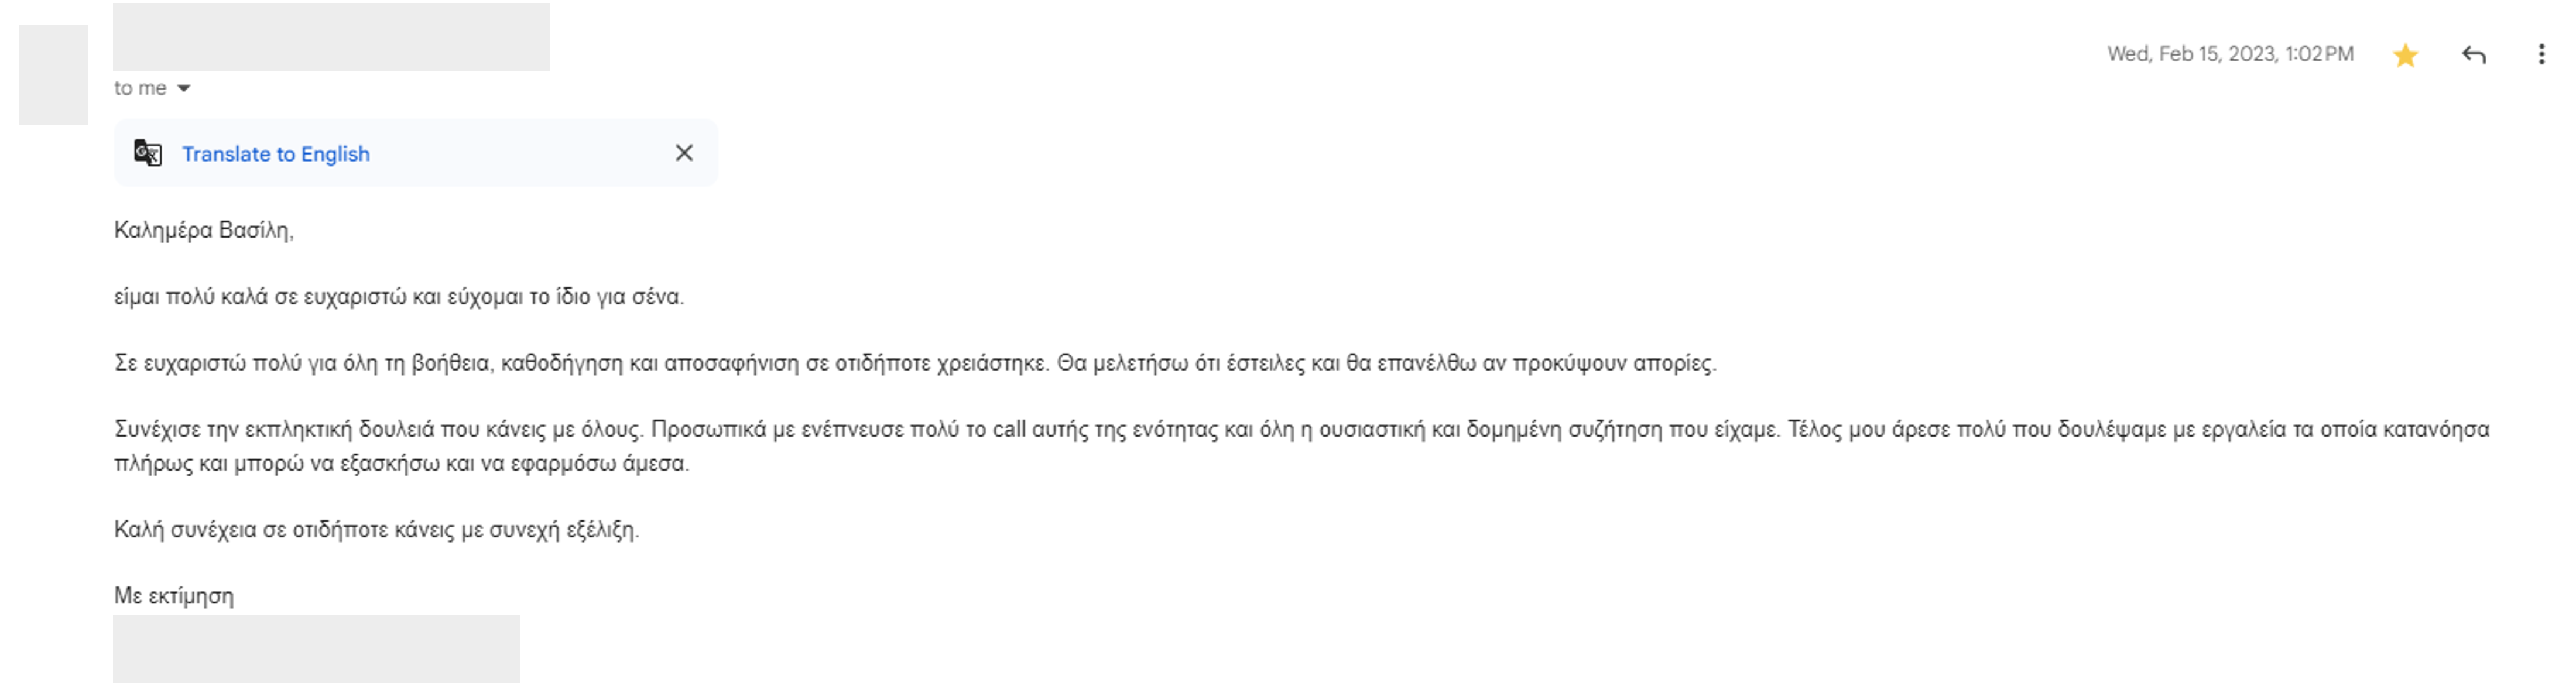 Wed, Feb 15, 2023, 1:02 PM
to me
Translate to English
Καλημέρα Βασίλη,
είμαι πολύ καλά σε ευχαριστώ και εύχομαι το ίδιο για σένα.
Σε ευχαριστώ πολύ για όλη τη βοήθεια, καθοδήγηση και αποσαφήνιση σε οτιδήποτε χρειάστηκε. Θα μελετήσω ότι έστειλες και θα επανέλθω αν προκύψουν απορίες.
Συνέχισε την εκπληκτική δουλειά που κάνεις με όλους. Προσωπικά με ενέπνευσε πολύ το call αυτής της ενότητας και όλη η ουσιαστική και δομημένη συζήτηση που είχαμε. Τέλος μου άρεσε πολύ που δουλέψαμε με εργαλεία τα οποία κατανόησα
πλήρως και μπορώ να εξασκήσω και να εφαρμόσω άμεσα.
Καλή συνέχεια σε οτιδήποτε κάνεις με συνεχή εξέλιξη.
Με εκτίμηση